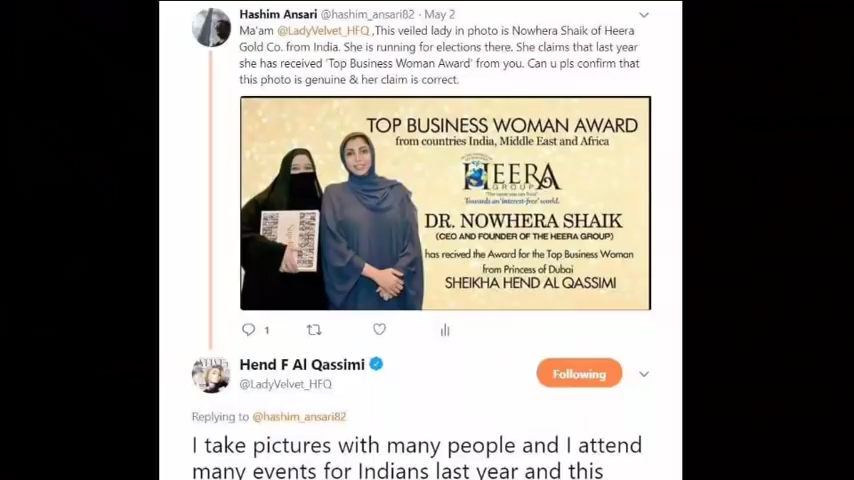 Hashim Ansari @hashim_ansari82 · May 2
Ma'am @LadyVelvet_HFQ ,This veiled lady in photo is Nowhera Shaik of Heera
Gold Co. from India. She is running for elections there. She claims that last year
she has received 'Top Business Woman Award' from you. Can u pls confirm that
this photo is genuine & her claim is correct.
TOP BUSINESS WOMAN AWARD
from countries India, Middle East and Africa
HEERA
GROUP
Towards an 'interest-free' world.
DR. NOWHERA SHAIK
(CEO AND FOUNDER OF THE HEERA GROUP)
has recived the Award for the Top Business Woman
from Princess of Dubai
SHEIKHA HEND AL QASSIMI
1
Hend F Al Qassimi
@LadyVelvet_HFQ
Following
Replying to @hashim_ansari82
I take pictures with many people and I attend
many events for Indians last year and this